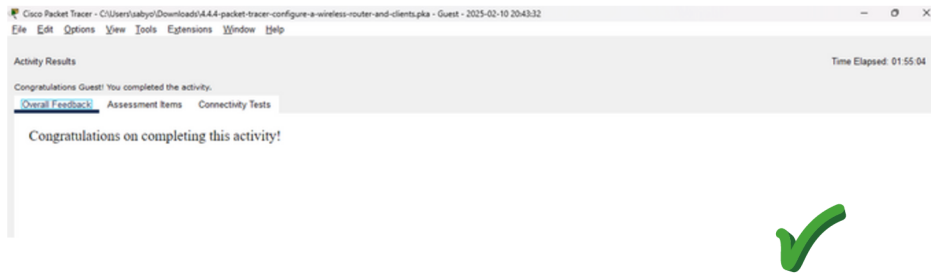 Cisco Packet Tracer - C:\Users\sabyo\Downloads\4.4.4-packet-tracer-configure-a-wireless-router-and-clients.pka - Guest - 2025-02-10 20:43:32
File Edit Options View Tools Extensions Window Help
Activity Results Time Elapsed: 01:55:04
Congratulations Guest! You completed the activity.
Overall Feedback Assessment Items Connectivity Tests
Congratulations on completing this activity!